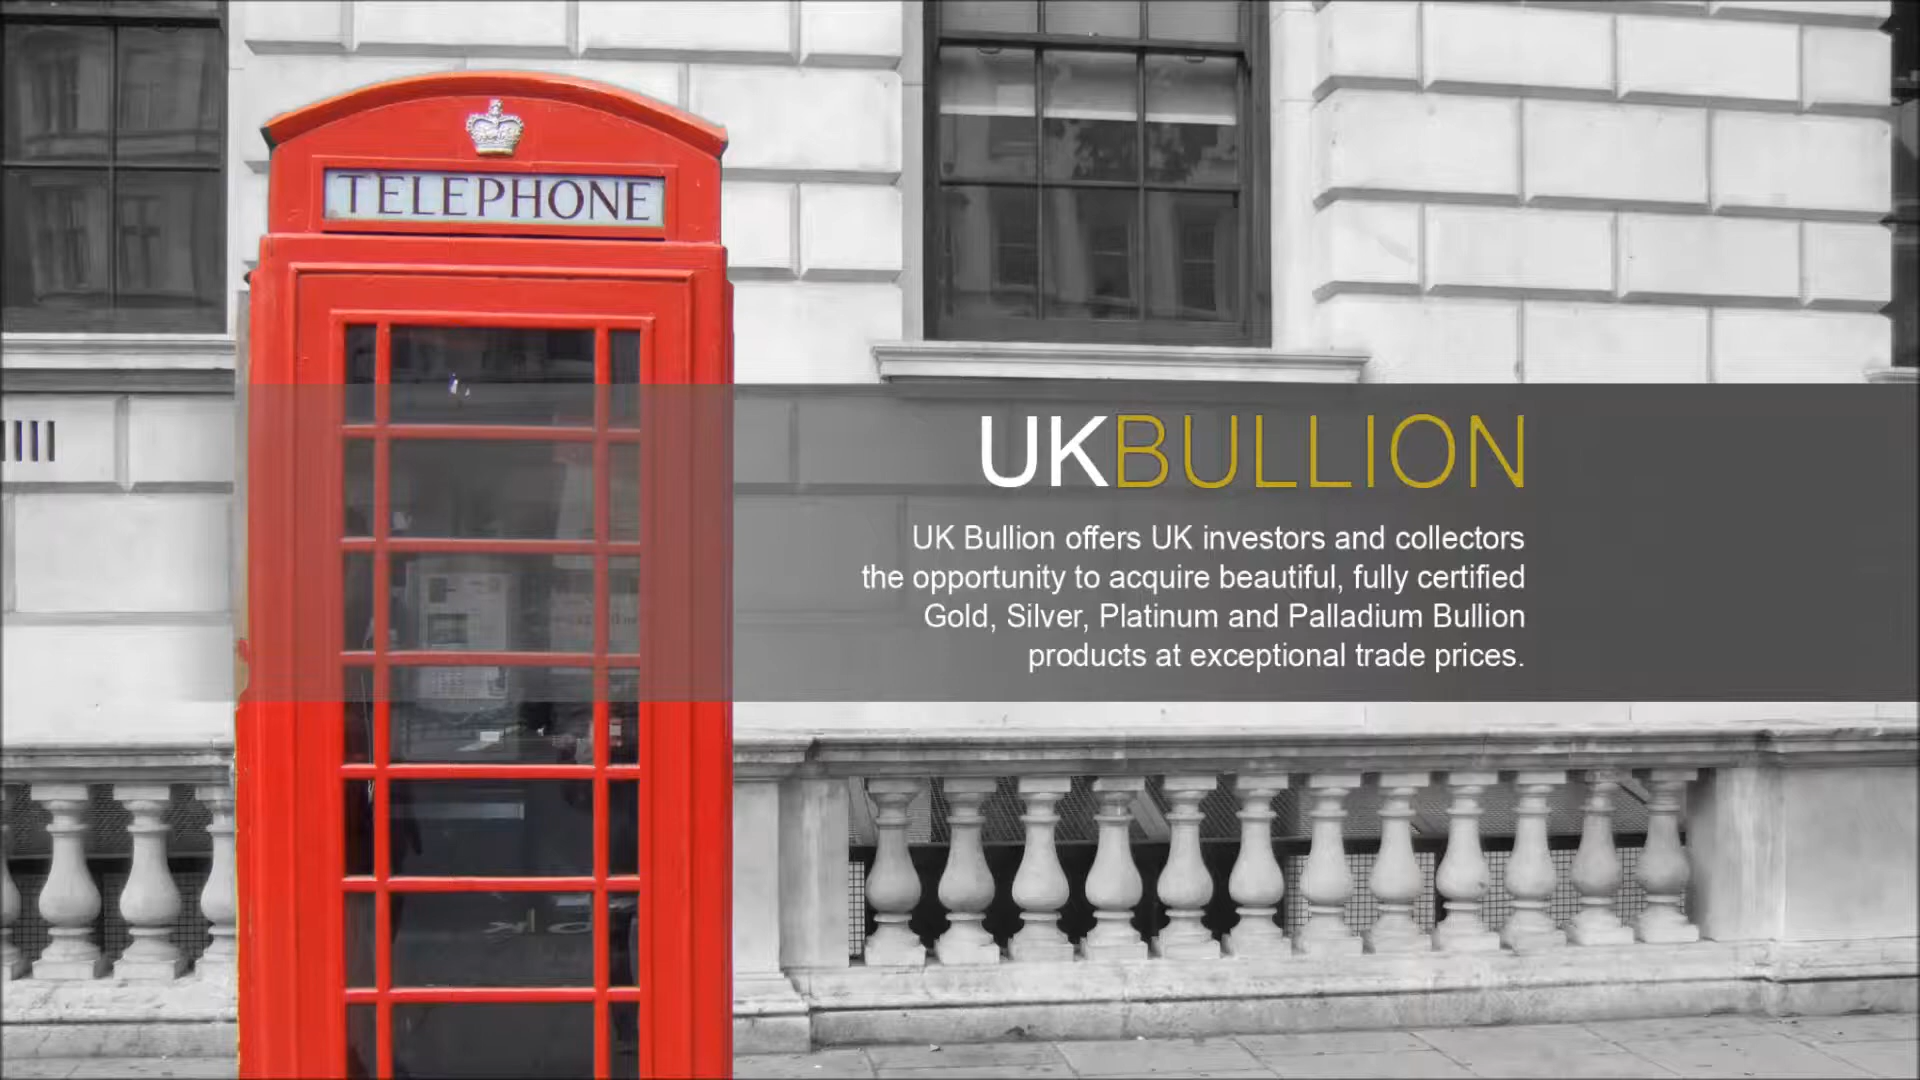 TELEPHONE
UKBULLION
UK Bullion offers UK investors and collectors
the opportunity to acquire beautiful, fully certified
Gold, Silver, Platinum and Palladium Bullion
products at exceptional trade prices.